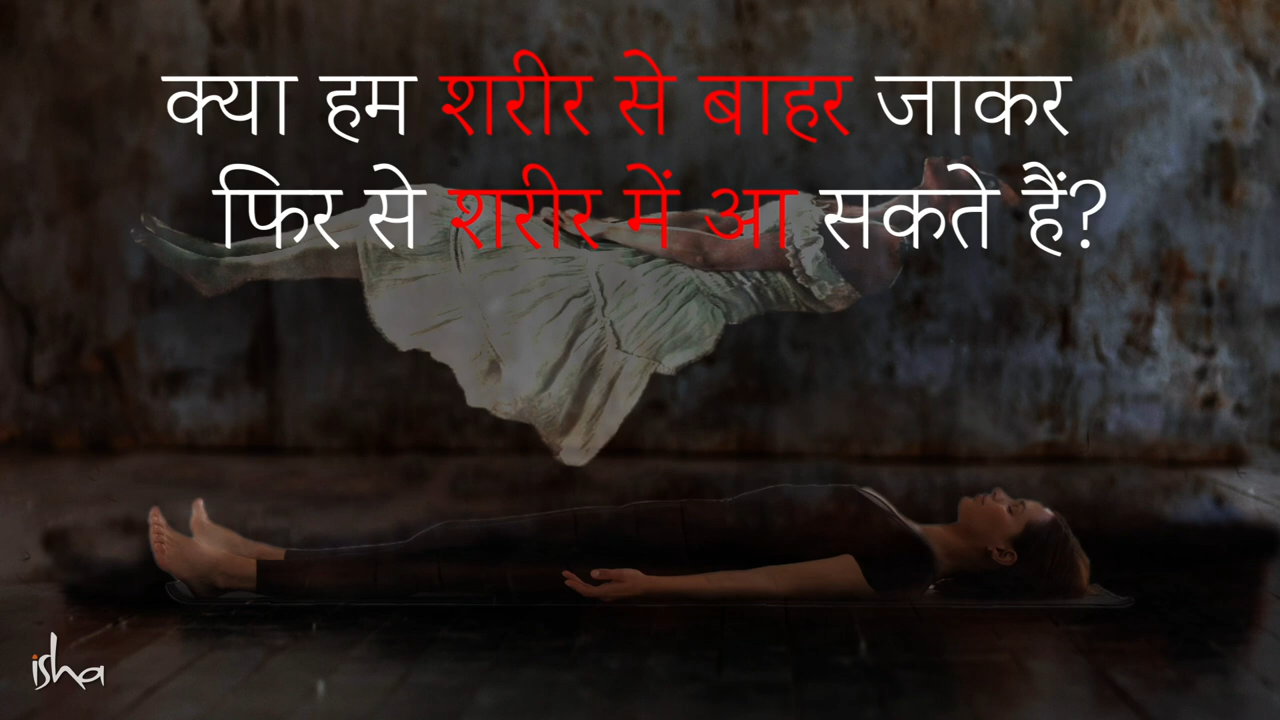 क्या हम शरीर से बाहर जाकर
फिर से शरीर में आ सकते हैं?
isha